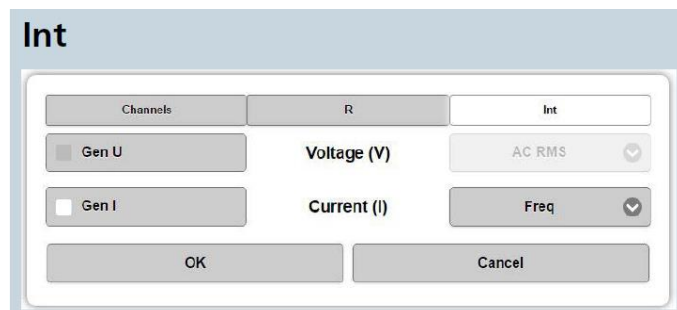 Int
Channels R Int
Gen U Voltage (V) AC RMS
Gen I Current (I) Freq
OK Cancel